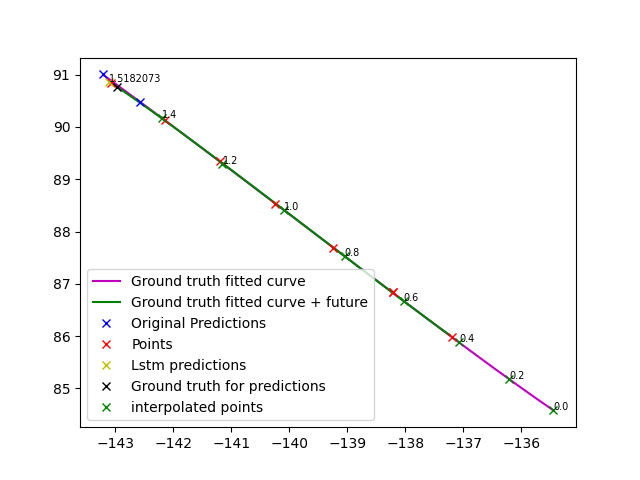 91
90
89
88
87
86
85
1.5182073
1.4
1.2
1.0
0.8
0.6
0.4
0.2
0.0
Ground truth fitted curve
Ground truth fitted curve + future
Original Predictions
Points
Lstm predictions
Ground truth for predictions
interpolated points
−143 −142 −141 −140 −139 −138 −137 −136